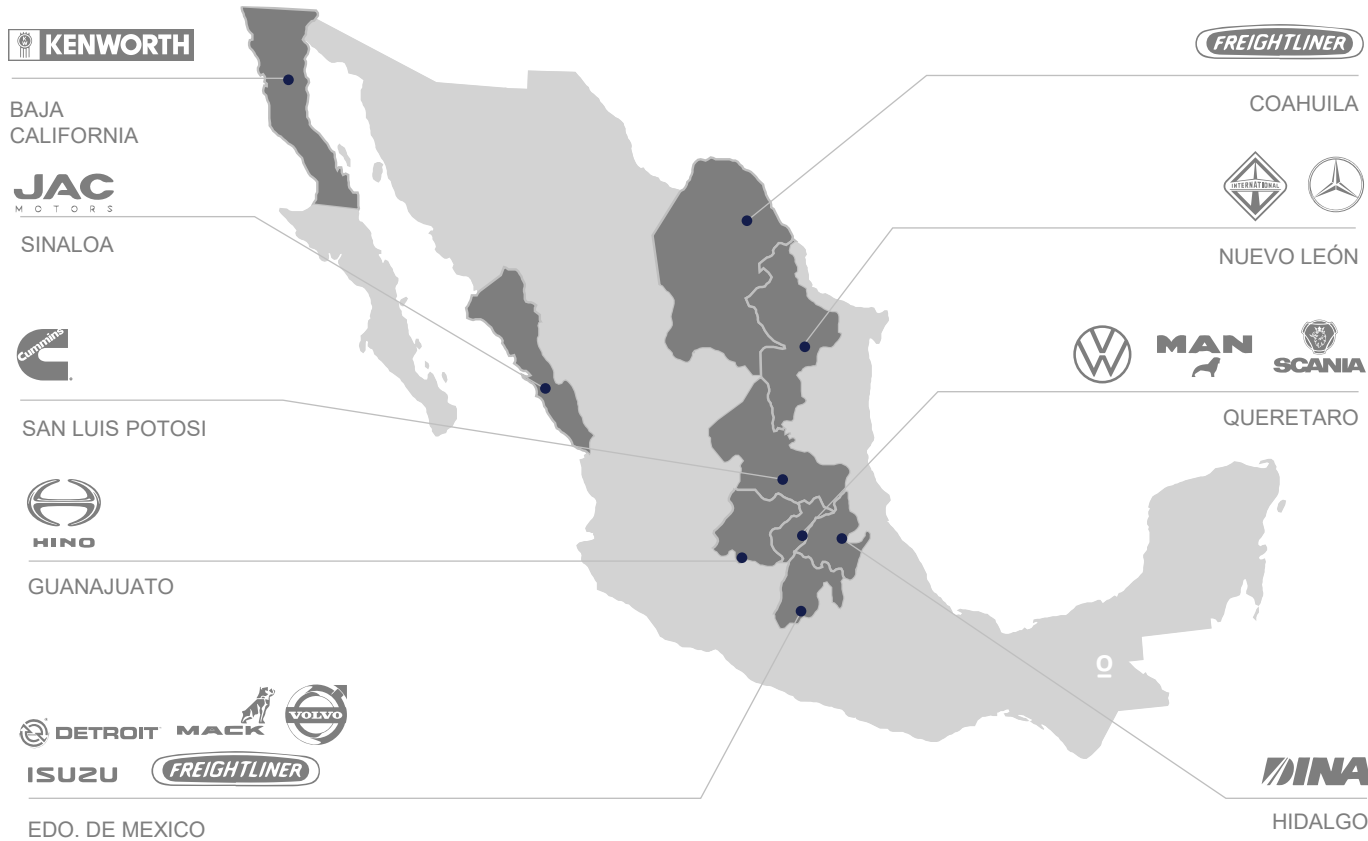 KENWORTH
BAJA
CALIFORNIA
JAC
MOTORS
SINALOA
Cummins
SAN LUIS POTOSI
HINO
GUANAJUATO
DETROIT
MACK
VOLVO
ISUZU
FREIGHTLINER
EDO. DE MEXICO
FREIGHTLINER
COAHUILA
INTERNATIONAL
NUEVO LEÓN
MAN
SCANIA
QUERETARO
o
DINA
HIDALGO